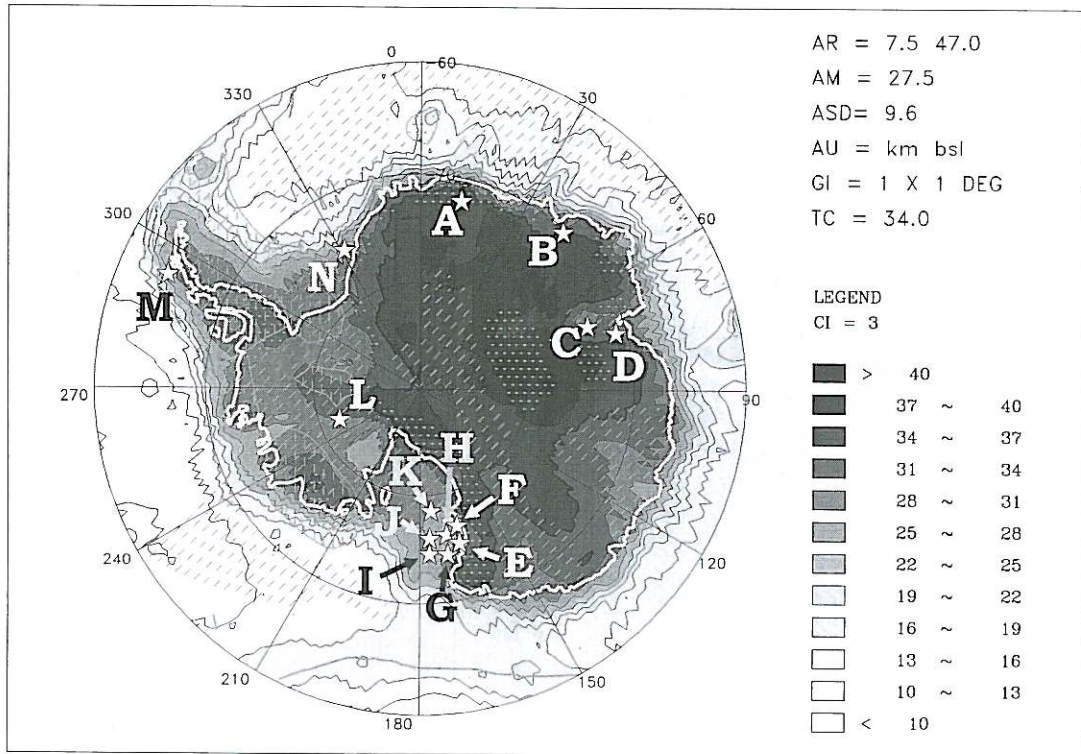 0
-60
30
60
90
120
150
180
210
240
270
300
330
A
B
C
D
E
F
G
H
I
J
K
L
M
N
AR = 7.5 47.0
AM = 27.5
ASD= 9.6
AU = km bsl
GI = 1 X 1 DEG
TC = 34.0
LEGEND
CI = 3
> 40
37 ~ 40
34 ~ 37
31 ~ 34
28 ~ 31
25 ~ 28
22 ~ 25
19 ~ 22
16 ~ 19
13 ~ 16
10 ~ 13
< 10